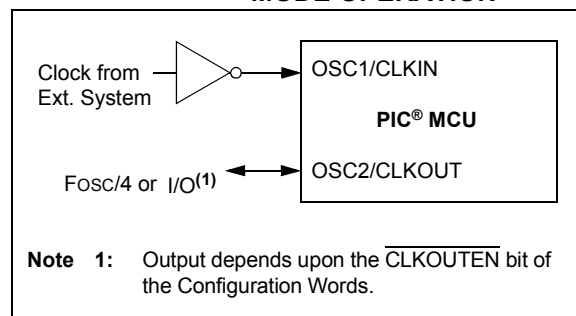 MODE OPERATION
Clock from
Ext. System
OSC1/CLKIN
PIC® MCU
FOSC/4 or I/O(1)
OSC2/CLKOUT
Note 1: Output depends upon the CLKOUTEN bit of
the Configuration Words.